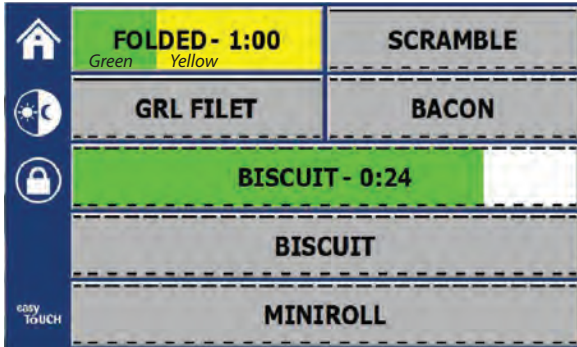 FOLDED - 1:00
Green Yellow
SCRAMBLE
GRL FILET
BACON
BISCUIT - 0:24
BISCUIT
MINIROLL
easy
ToUCH